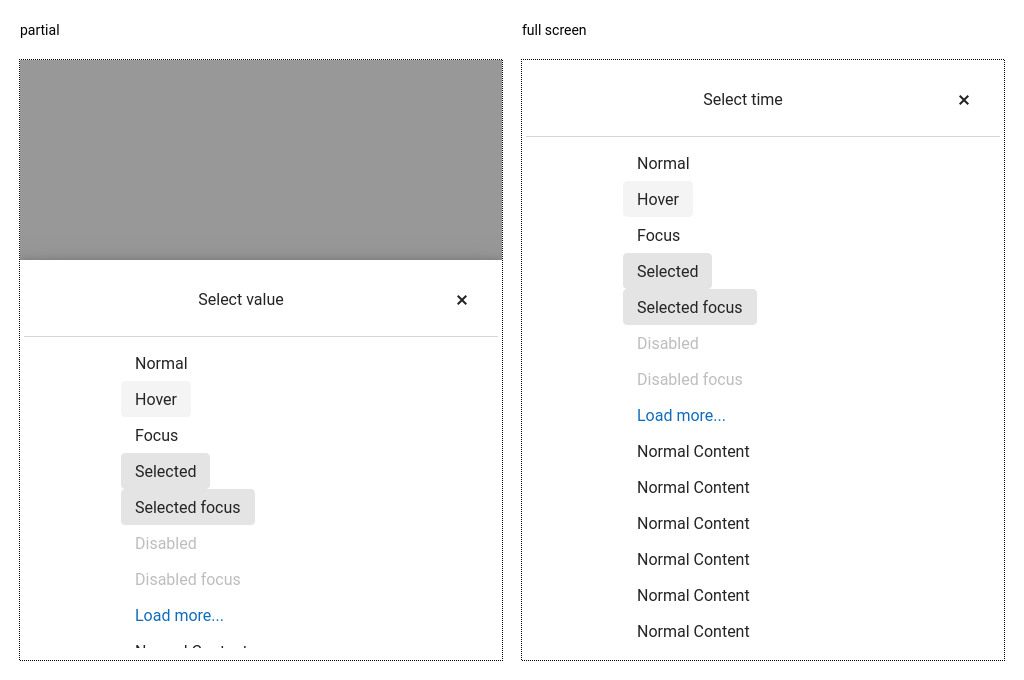 partial
Select value
Normal
Hover
Focus
Selected
Selected focus
Disabled
Disabled focus
Load more...
Normal Content
full screen
Select time
Normal
Hover
Focus
Selected
Selected focus
Disabled
Disabled focus
Load more...
Normal Content
Normal Content
Normal Content
Normal Content
Normal Content
Normal Content